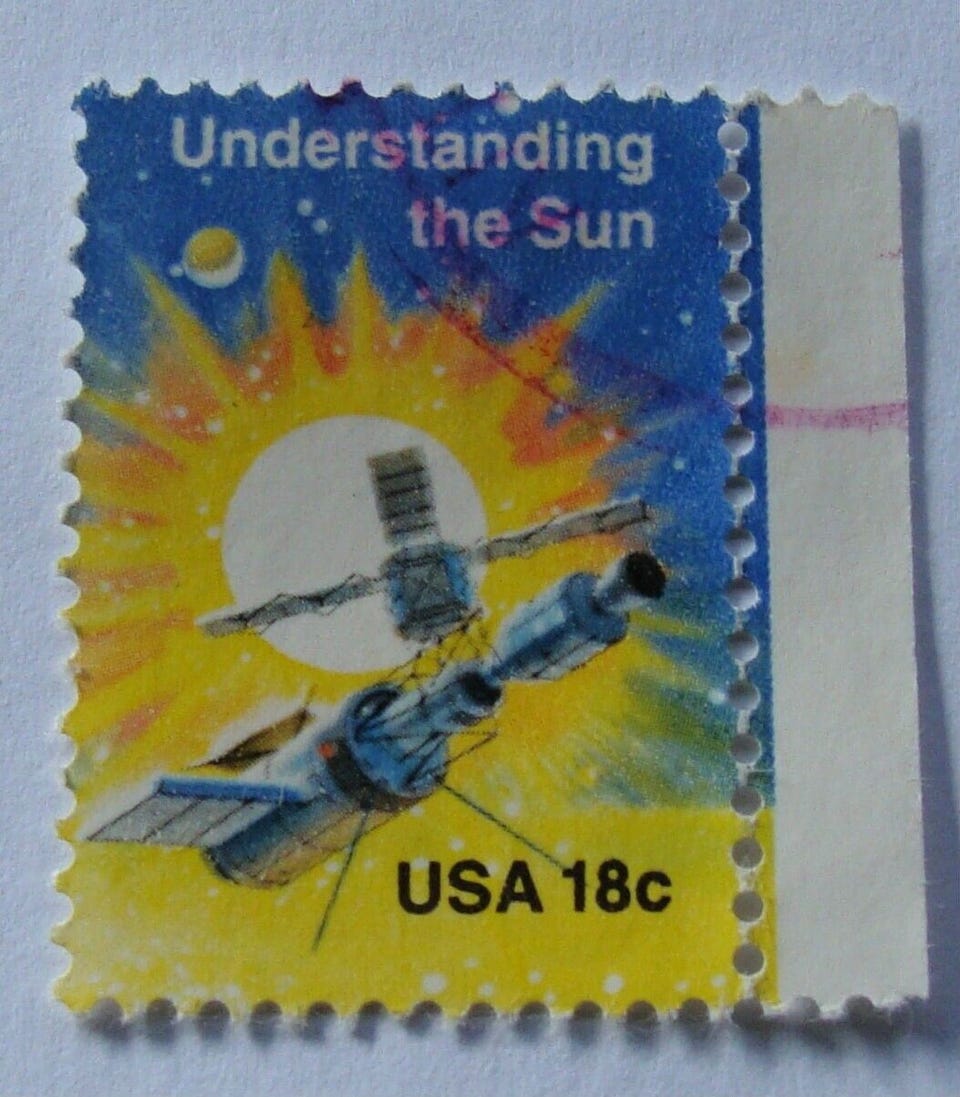 Understanding
the Sun
USA 18c